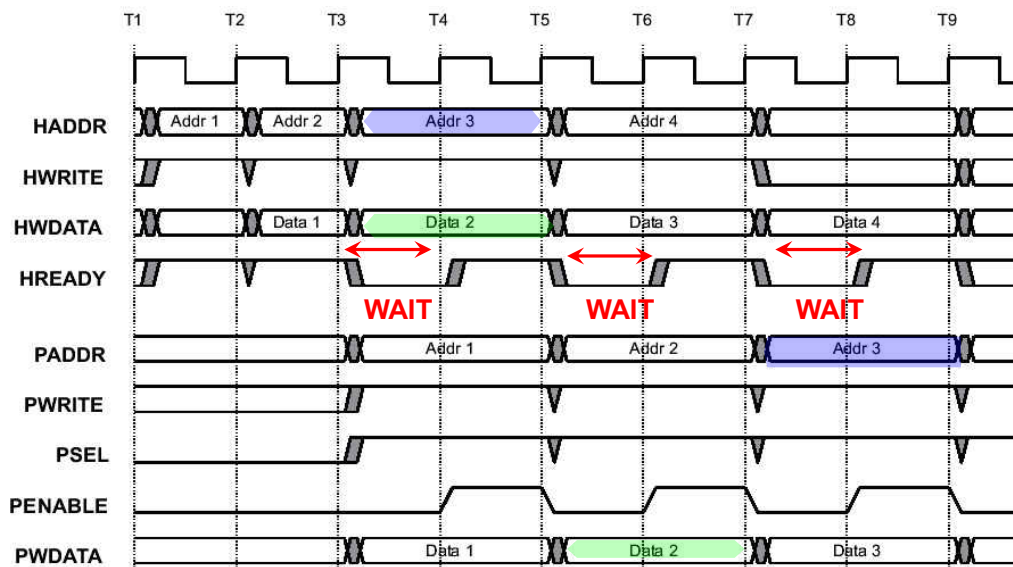 T1 T2 T3 T4 T5 T6 T7 T8 T9
HADDR Addr 1 Addr 2 Addr 3 Addr 4
HWRITE
HWDATA Data 1 Data 2 Data 3 Data 4
HREADY
WAIT WAIT WAIT
PADDR Addr 1 Addr 2 Addr 3
PWRITE
PSEL
PENABLE
PWDATA Data 1 Data 2 Data 3